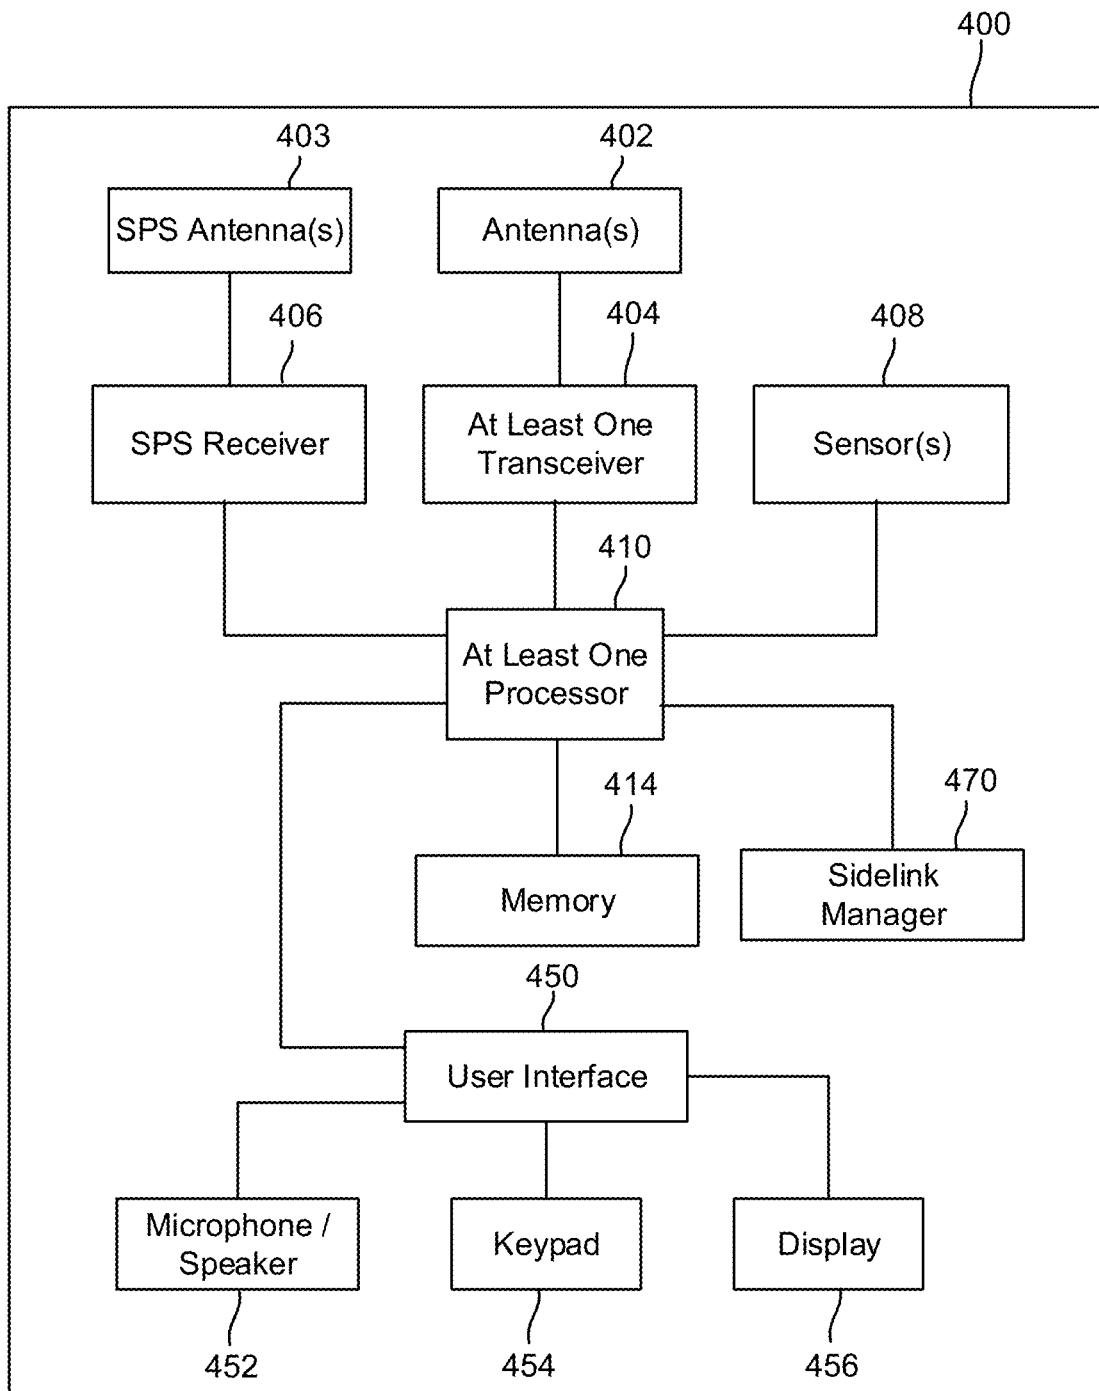 400
403
402
SPS Antenna(s)
Antenna(s)
406
404
408
SPS Receiver
At Least One
Transceiver
Sensor(s)
410
At Least One
Processor
414
470
Memory
Sidelink
Manager
450
User Interface
Microphone /
Speaker
Keypad
Display
452
454
456